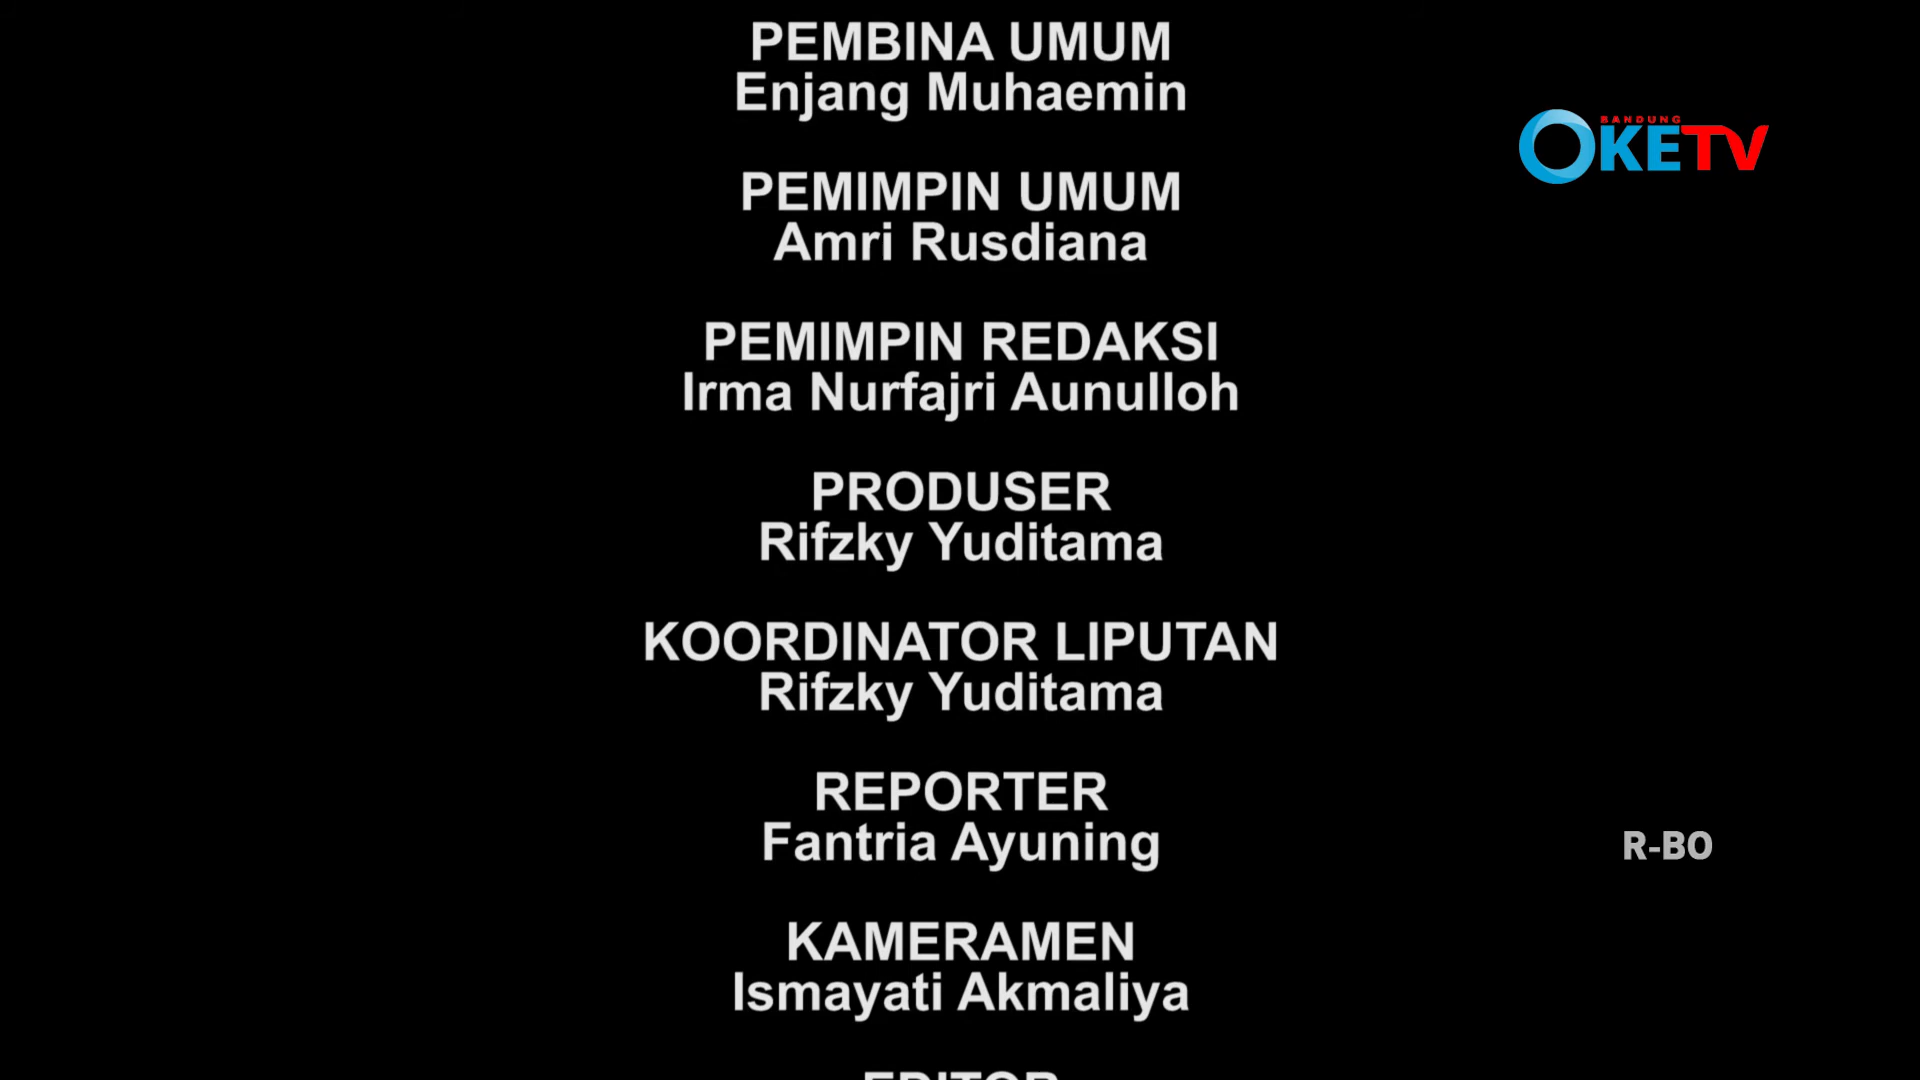 PEMBINA UMUM
Enjang Muhaemin
BANDUNG
OKETV
PEMIMPIN UMUM
Amri Rusdiana
PEMIMPIN REDAKSI
Irma Nurfajri Aunulloh
PRODUSER
Rifzky Yuditama
KOORDINATOR LIPUTAN
Rifzky Yuditama
REPORTER
Fantria Ayuning
R-BO
KAMERAMEN
Ismayati Akmaliya
EDITOR